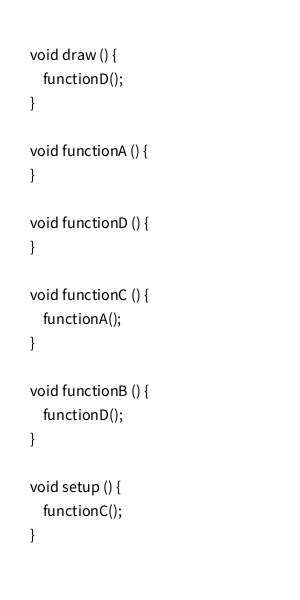 void draw () {
    functionD();
}

void functionA () {
}

void functionD () {
}

void functionC () {
    functionA();
}

void functionB () {
    functionD();
}

void setup () {
    functionC();
}